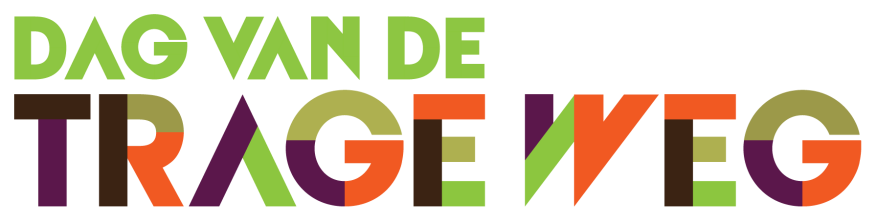 DAG VAN DE
TRAGE WEG